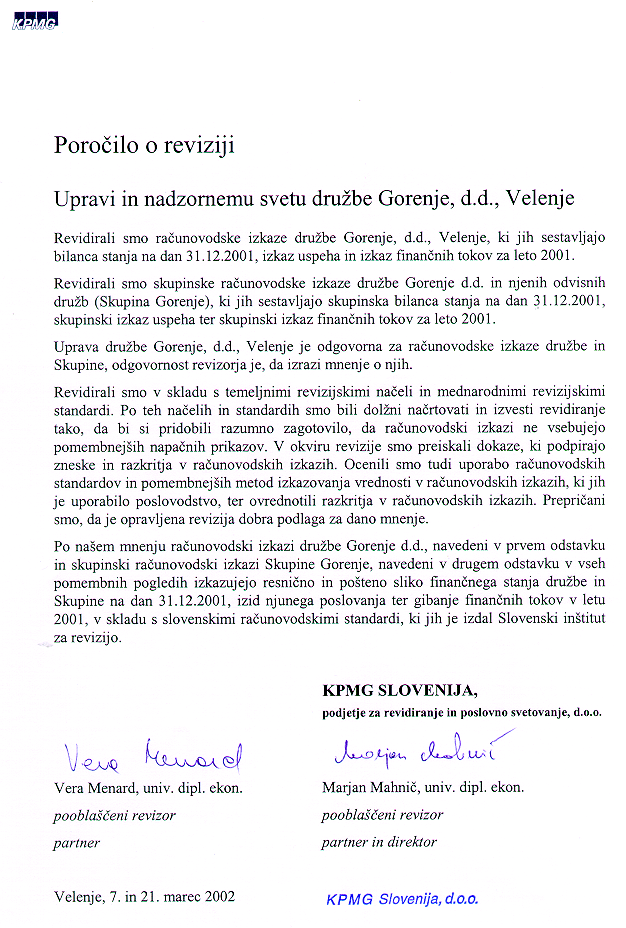 KPMG
Poročilo o reviziji
Upravi in nadzornemu svetu družbe Gorenje, d.d., Velenje
Revidirali smo računovodske izkaze družbe Gorenje, d.d., Velenje, ki jih sestavljajo
bilanca stanja na dan 31.12.2001, izkaz uspeha in izkaz finančnih tokov za leto 2001.
Revidirali smo skupinske računovodske izkaze družbe Gorenje d.d. in njenih odvisnih
družb (Skupina Gorenje), ki jih sestavljajo skupinska bilanca stanja na dan 31.12.2001,
skupinski izkaz uspeha ter skupinski izkaz finančnih tokov za leto 2001.
Uprava družbe Gorenje, d.d., Velenje je odgovorna za računovodske izkaze družbe in
Skupine, odgovornost revizorja je, da izrazi mnenje o njih.
Revidirali smo v skladu s temeljnimi revizijskimi načeli in mednarodnimi revizijskimi
standardi. Po teh načelih in standardih smo bili dolžni načrtovati in izvesti revidiranje
tako, da bi si pridobili razumno zagotovilo, da računovodski izkazi ne vsebujejo
pomembnejših napačnih prikazov. V okviru revizije smo preiskali dokaze, ki podpirajo
zneske in razkritja v računovodskih izkazih. Ocenili smo tudi uporabo računovodskih
standardov in pomembnejših metod izkazovanja vrednosti v računovodskih izkazih, ki jih
je uporabilo poslovodstvo, ter ovrednotili razkritja v računovodskih izkazih. Prepričani
smo, da je opravljena revizija dobra podlaga za dano mnenje.
Po našem mnenju računovodski izkazi družbe Gorenje d.d., navedeni v prvem odstavku
in skupinski računovodski izkazi Skupine Gorenje, navedeni v drugem odstavku v vseh
pomembnih pogledih izkazujejo resnično in pošteno sliko finančnega stanja družbe in
Skupine na dan 31.12.2001, izid njunega poslovanja ter gibanje finančnih tokov v letu
2001, v skladu s slovenskimi računovodskimi standardi, ki jih je izdal Slovenski inštitut
za revizijo.
KPMG SLOVENIJA,
podjetje za revidiranje in poslovno svetovanje, d.o.o.
Vera Menard
Marjan Mahnič
Vera Menard, univ. dipl. ekon.
Marjan Mahnič, univ. dipl. ekon.
pooblaščeni revizor
pooblaščeni revizor
partner
partner in direktor
Velenje, 7. in 21. marec 2002
KPMG Slovenija, d.o.o.